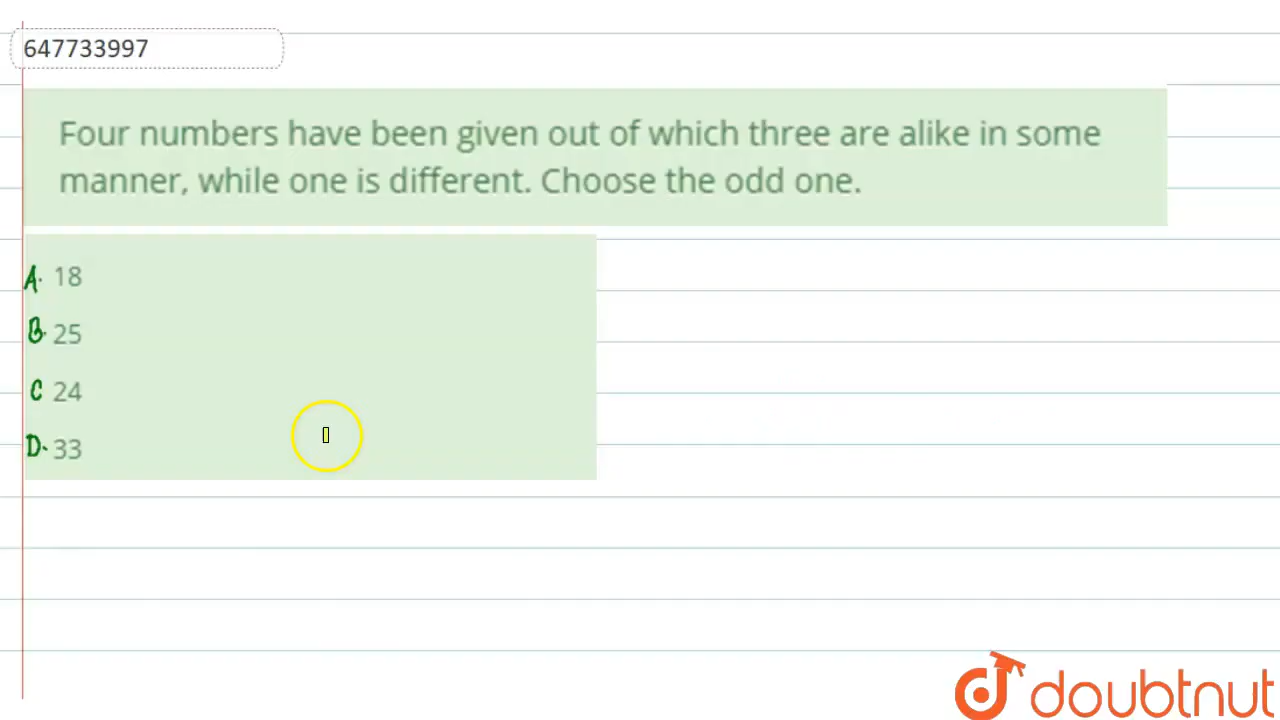 647733997
Four numbers have been given out of which three are alike in some
manner, while one is different. Choose the odd one.
A. 18
B. 25
C 24
D. 33
doubtnut